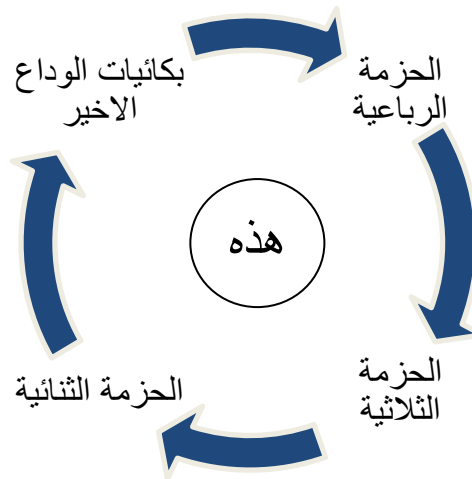 الحزمة
الرباعية
الحزمة
الثلاثية
الحزمة الثنائية
بكائيات الوداع
الاخير
هذه